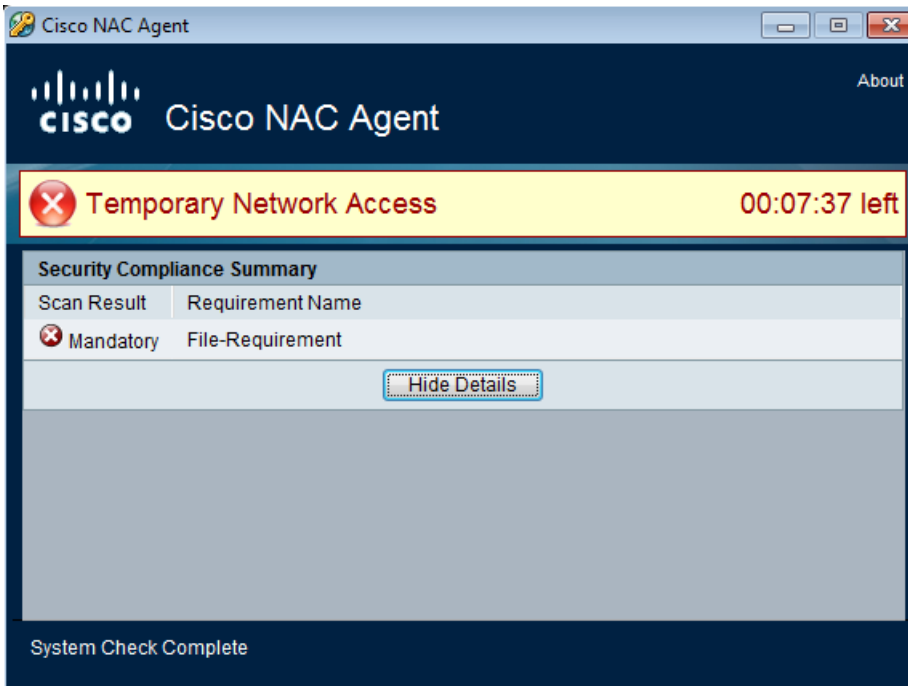 Cisco NAC Agent
About
CISCO Cisco NAC Agent
Temporary Network Access 00:07:37 left
Security Compliance Summary
Scan Result Requirement Name
Mandatory File-Requirement
Hide Details
System Check Complete